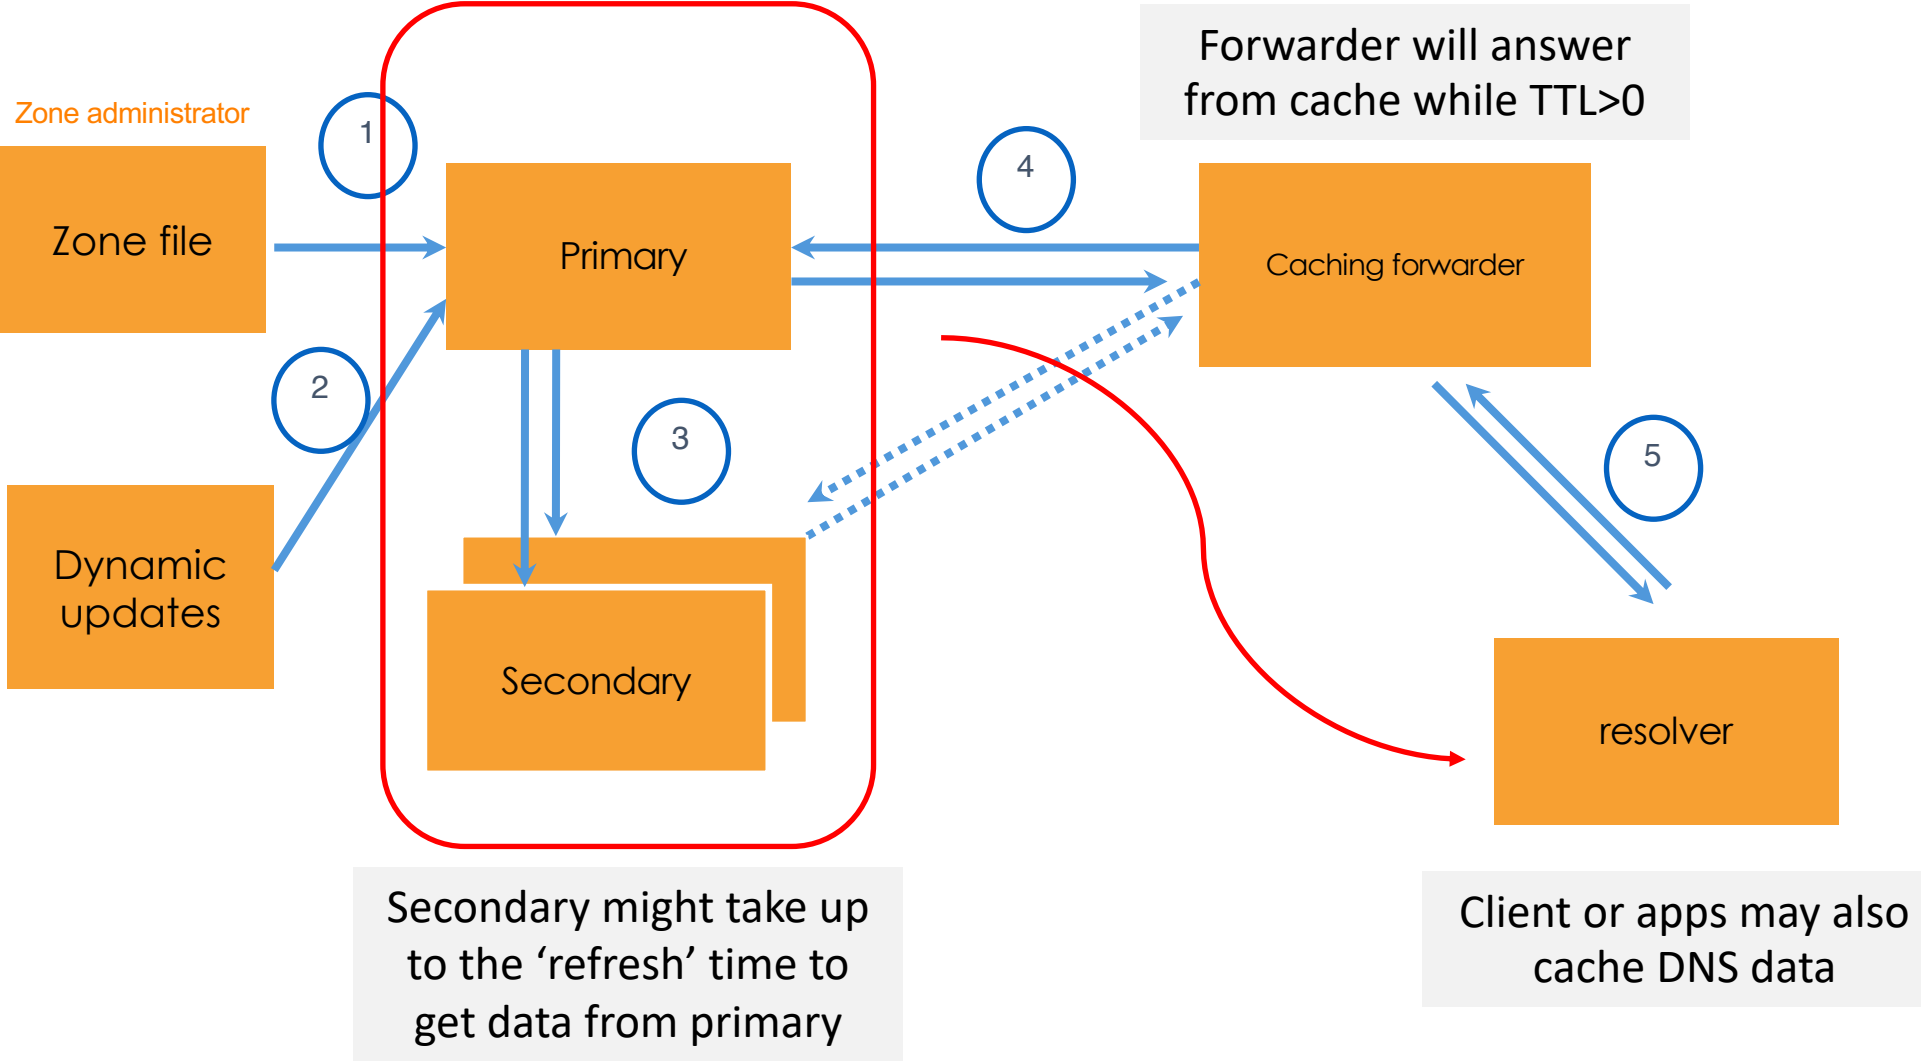 Forwarder will answer
from cache while TTL>0
Zone administrator
1
4
Zone file
Primary
Caching forwarder
2
3
5
Dynamic
updates
Secondary
resolver
Secondary might take up
to the ‘refresh’ time to
get data from primary
Client or apps may also
cache DNS data